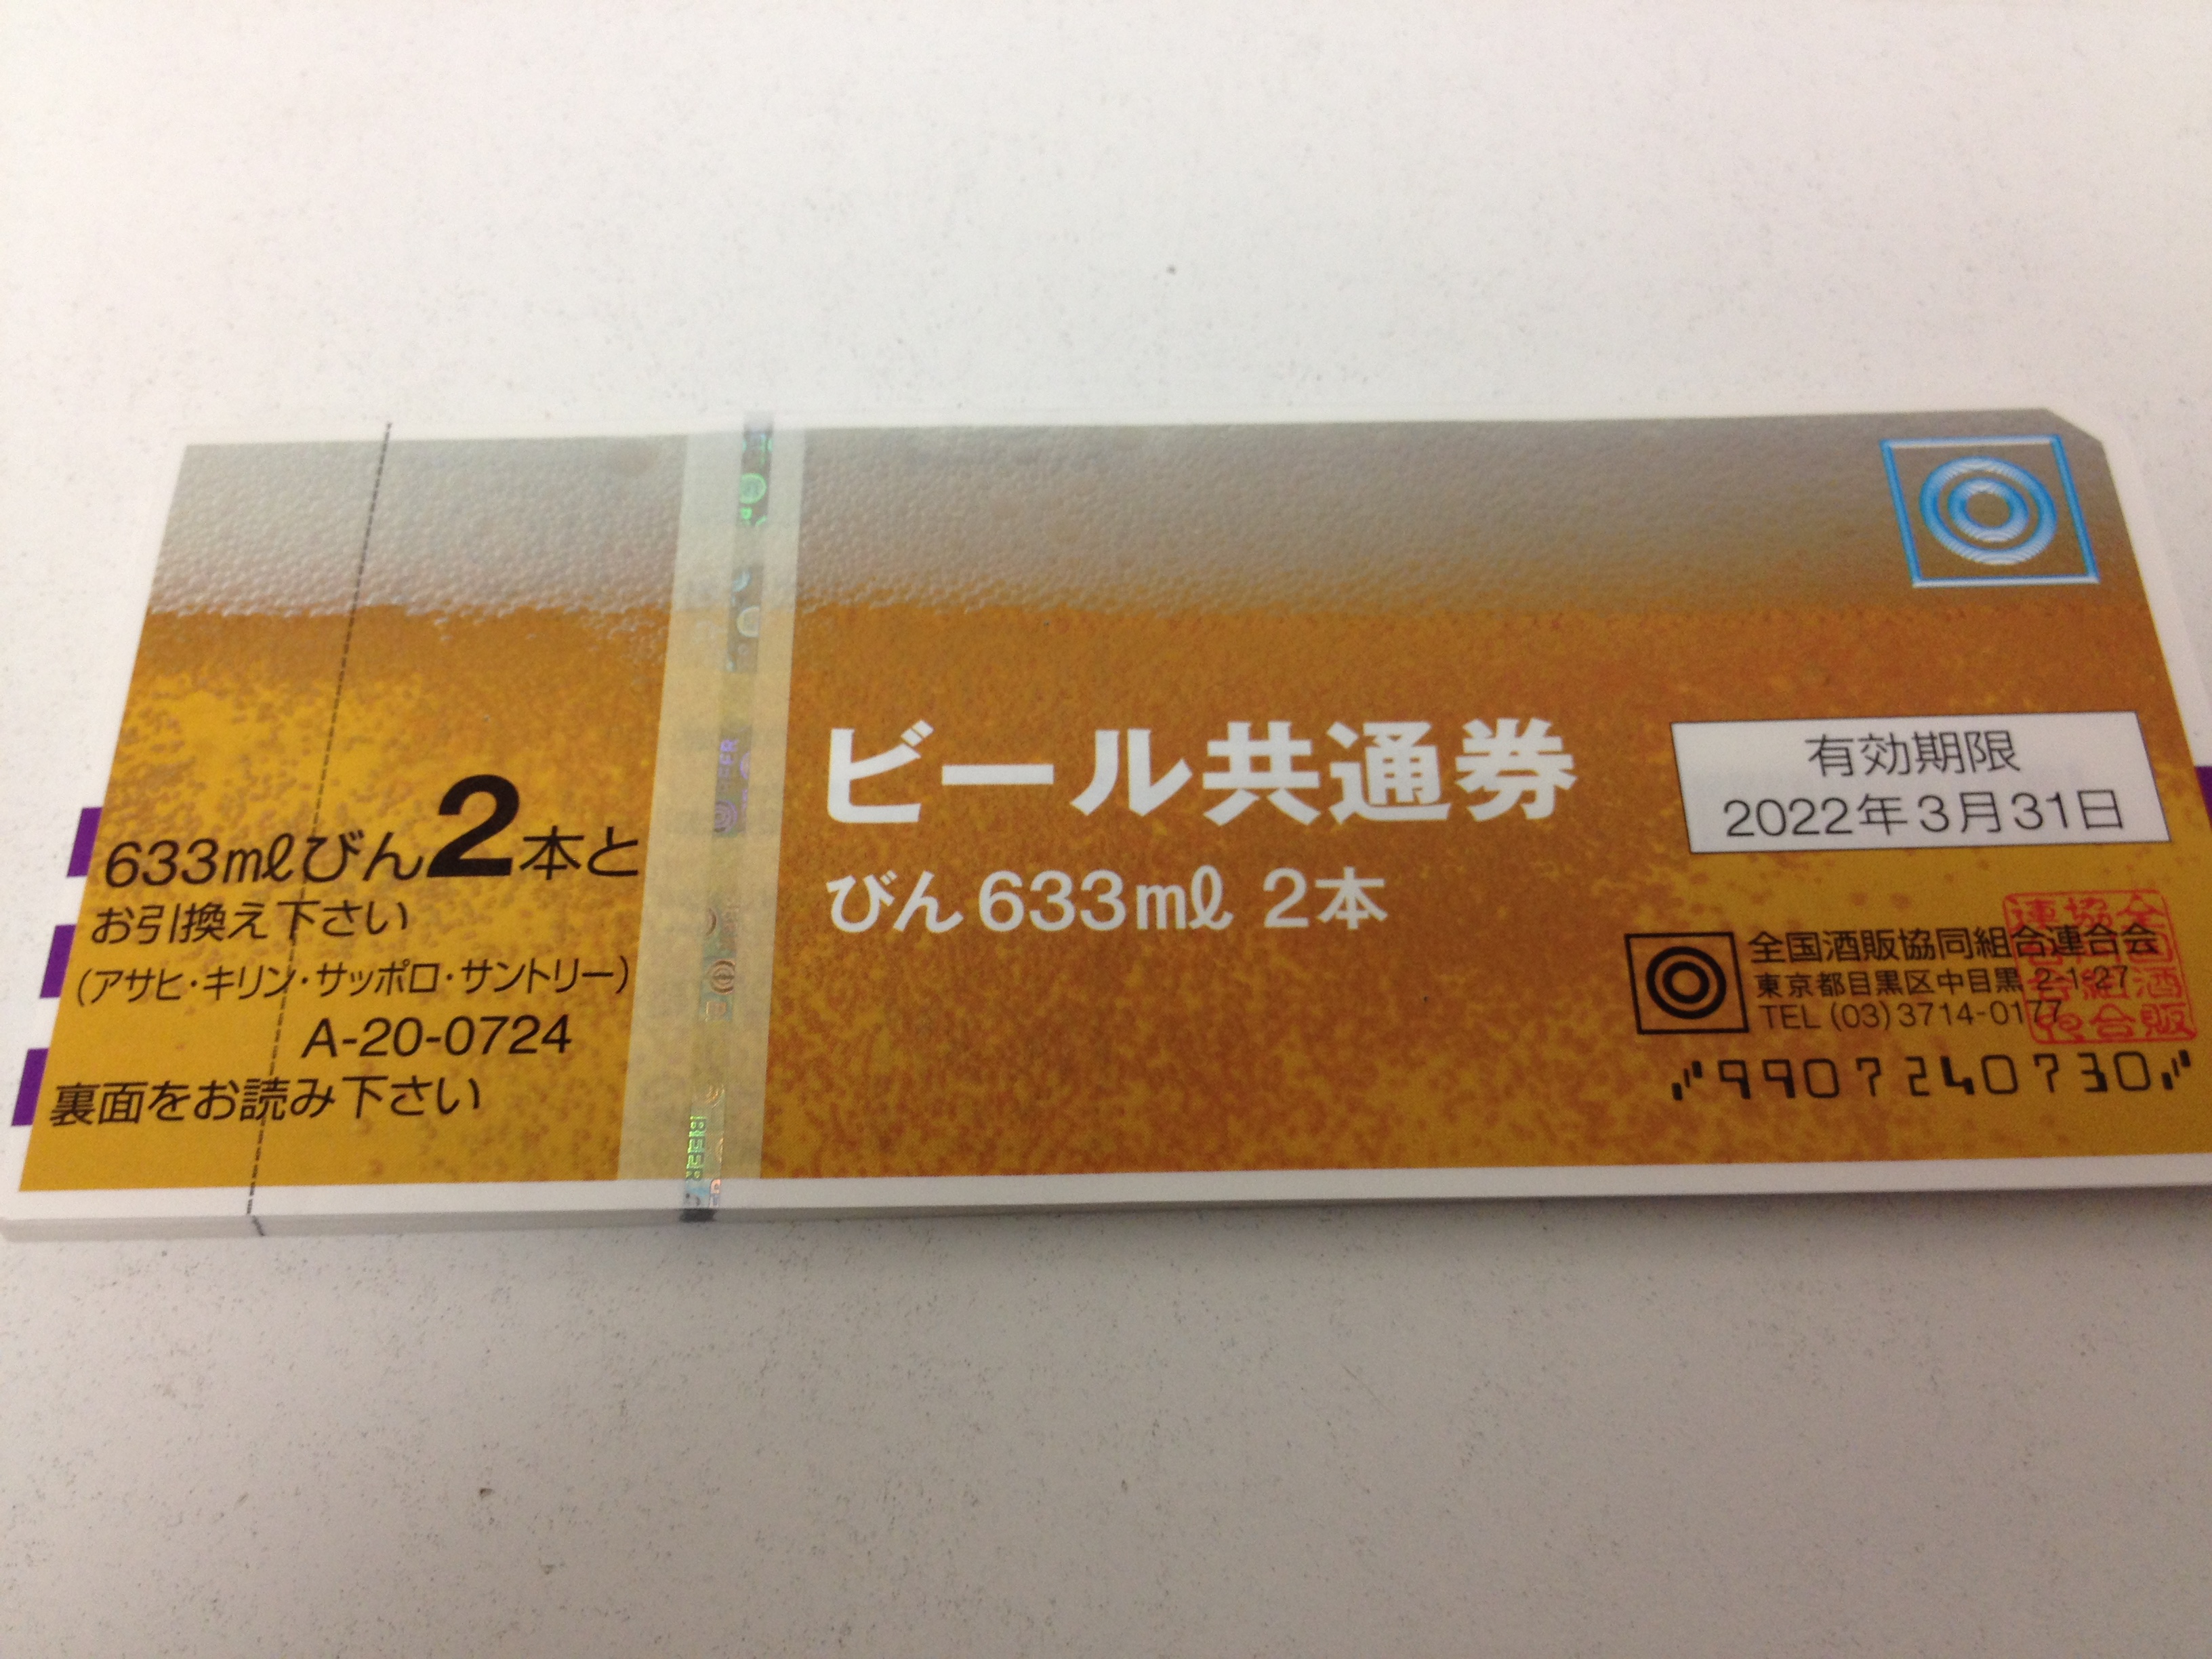 633mℓびん2本と
お引換え下さい
(アサヒ・キリン・サッポロ・サントリー)
A-20-0724
裏面をお読み下さい
ビール共通券
びん633mℓ 2本
有効期限
2022年3月31日
全国酒販協同組合連合会
東京都目黒区中目黒2-1-27
TEL (03)3714-0177
9907240730
BEER